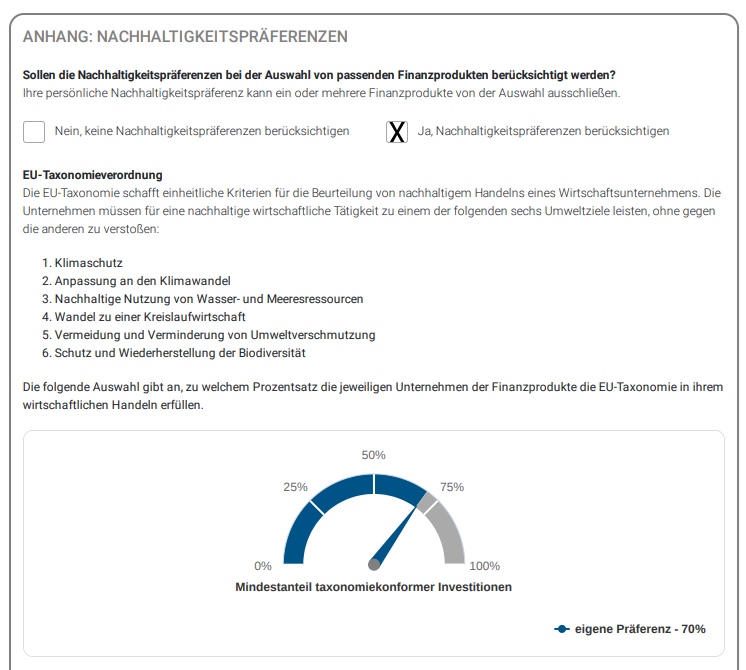 ANHANG: NACHHALTIGKEITSPRÄFERENZEN
Sollen die Nachhaltigkeitspräferenzen bei der Auswahl von passenden Finanzprodukten berücksichtigt werden?
Ihre persönliche Nachhaltigkeitspräferenz kann ein oder mehrere Finanzprodukte von der Auswahl ausschließen.
Nein, keine Nachhaltigkeitspräferenzen berücksichtigen X Ja, Nachhaltigkeitspräferenzen berücksichtigen
EU-Taxonomieverordnung
Die EU-Taxonomie schafft einheitliche Kriterien für die Beurteilung von nachhaltigem Handelns eines Wirtschaftsunternehmens. Die
Unternehmen müssen für eine nachhaltige wirtschaftliche Tätigkeit zu einem der folgenden sechs Umweltziele leisten, ohne gegen
die anderen zu verstoßen:
1. Klimaschutz
2. Anpassung an den Klimawandel
3. Nachhaltige Nutzung von Wasser- und Meeresressourcen
4. Wandel zu einer Kreislaufwirtschaft
5. Vermeidung und Verminderung von Umweltverschmutzung
6. Schutz und Wiederherstellung der Biodiversität
Die folgende Auswahl gibt an, zu welchem Prozentsatz die jeweiligen Unternehmen der Finanzprodukte die EU-Taxonomie in ihrem
wirtschaftlichen Handeln erfüllen.
50%
25% 75%
0% 100%
Mindestanteil taxonomiekonformer Investitionen
eigene Präferenz - 70%